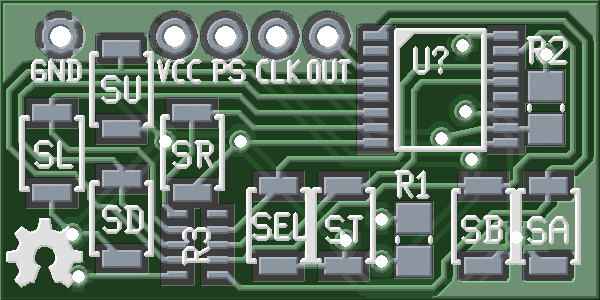 GND VCC PS CLK OUT U? R2
SU
SL SR
R1
SD SEL ST SB SA
R3